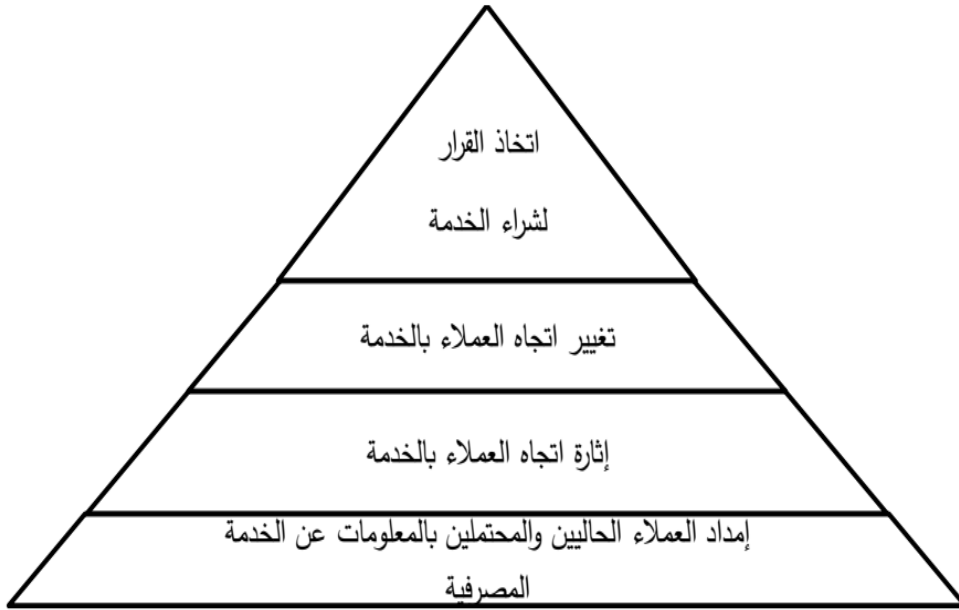 اتخاذ القرار
لشراء الخدمة
تغيير اتجاه العملاء بالخدمة
إثارة اتجاه العملاء بالخدمة
إمداد العملاء الحاليين والمحتملين بالمعلومات عن الخدمة
المصرفية